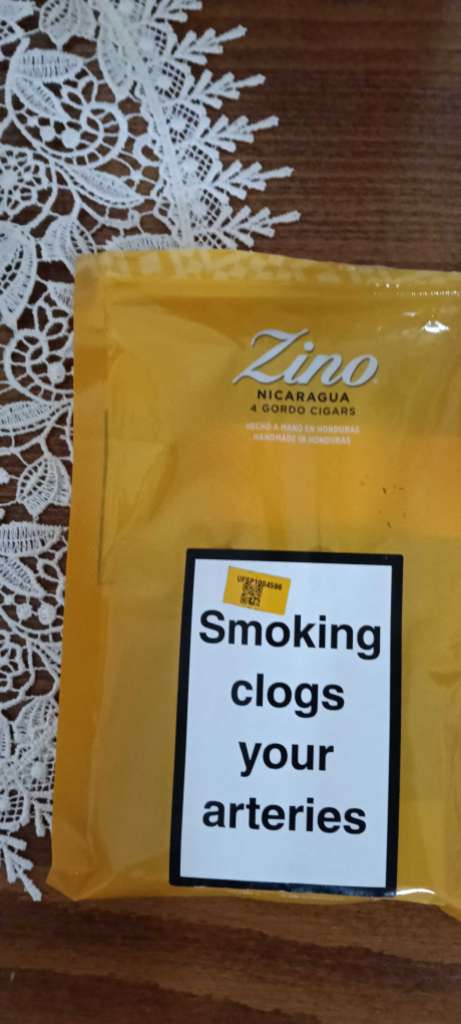 Zino
NICARAGUA
4 GORDO CIGARS
HECHO A MANO EN HONDURAS
HANDMADE IN HONDURAS
Smoking
clogs
your
arteries